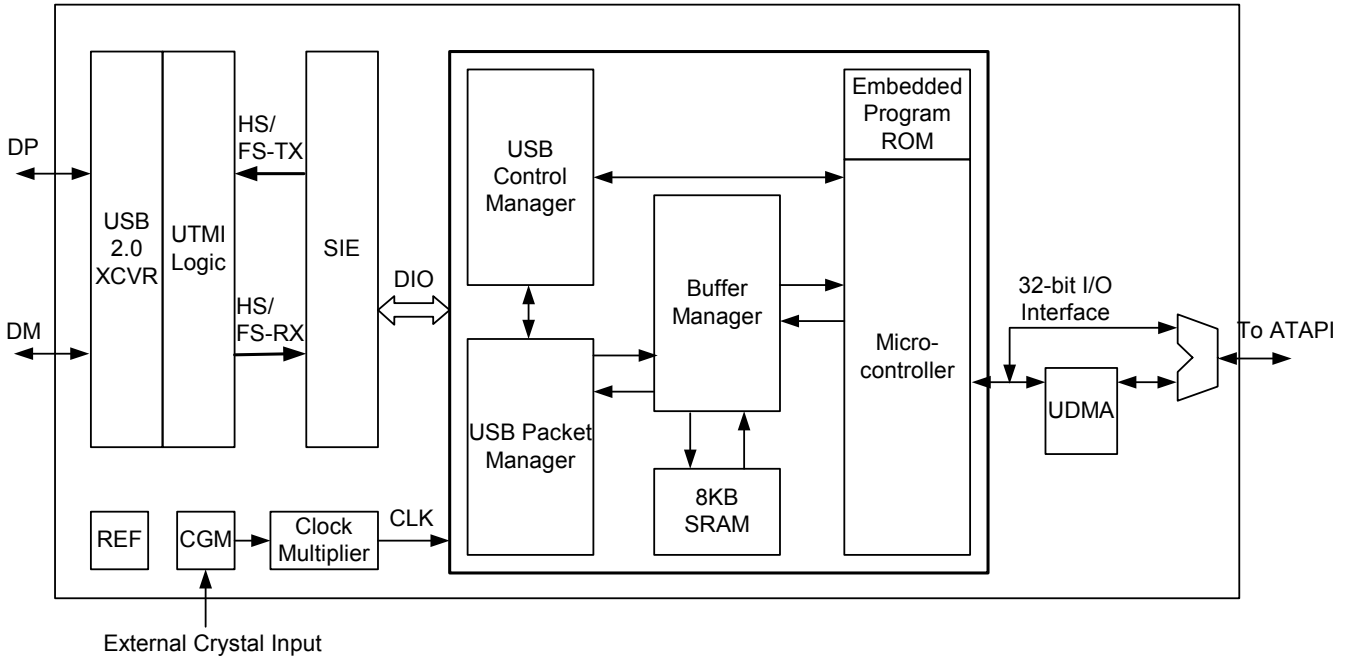 DP
DM
USB
2.0
XCVR
UTMI
Logic
HS/
FS-TX
HS/
FS-RX
SIE
DIO
USB
Control
Manager
USB Packet
Manager
Buffer
Manager
8KB
SRAM
Embedded
Program
ROM
Micro-
controller
32-bit I/O
Interface
UDMA
To ATAPI
REF
CGM
Clock
Multiplier
CLK
External Crystal Input